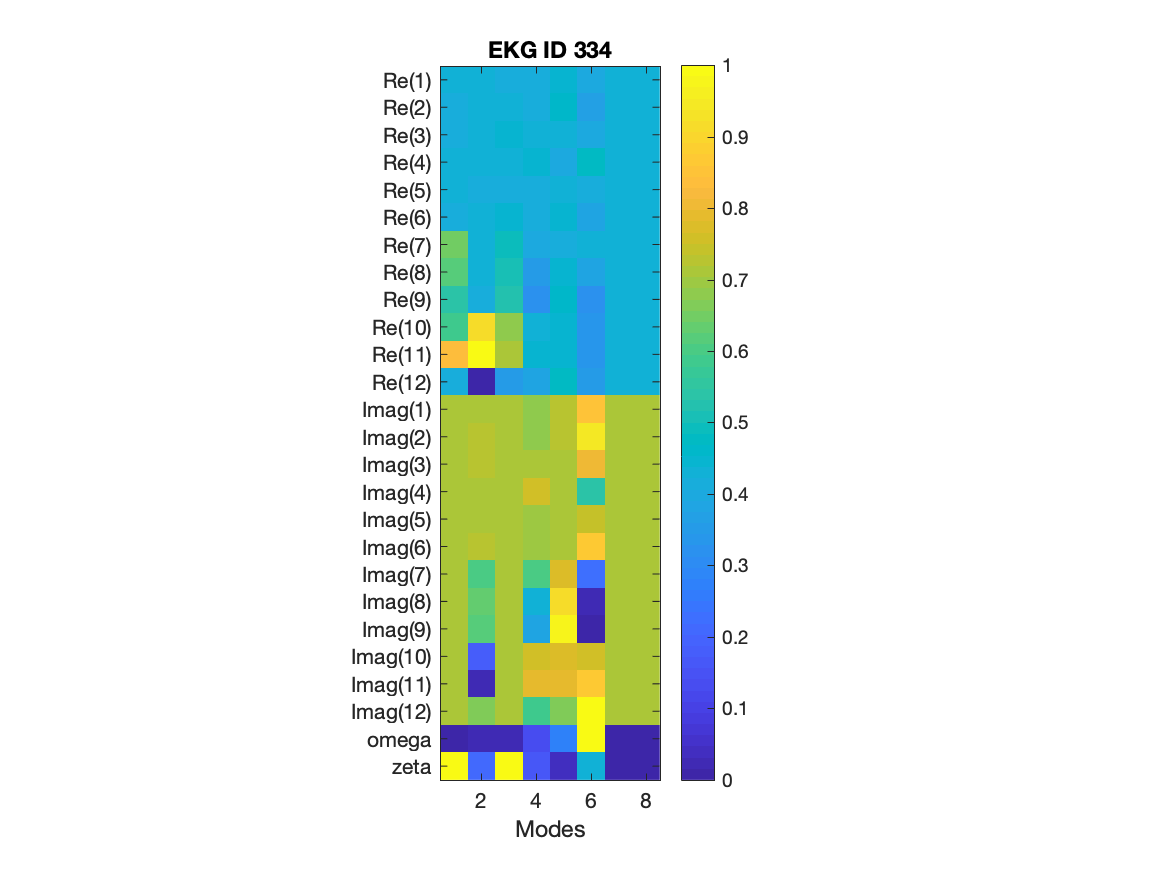 EKG ID 334
Re(1)
Re(2)
Re(3)
Re(4)
Re(5)
Re(6)
Re(7)
Re(8)
Re(9)
Re(10)
Re(11)
Re(12)
Imag(1)
Imag(2)
Imag(3)
Imag(4)
Imag(5)
Imag(6)
Imag(7)
Imag(8)
Imag(9)
Imag(10)
Imag(11)
Imag(12)
omega
zeta
2 4 6 8
Modes
1
0.9
0.8
0.7
0.6
0.5
0.4
0.3
0.2
0.1
0